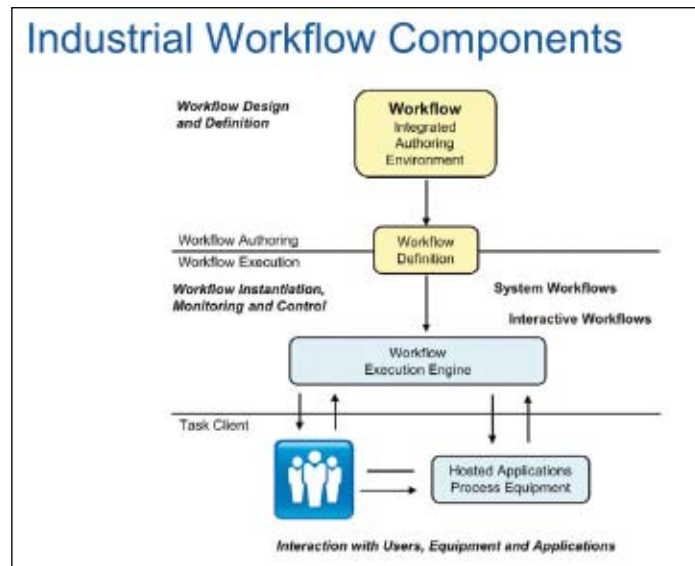 Industrial Workflow Components
Workflow Design
and Definition
Workflow
Integrated
Authoring
Environment
Workflow Authoring
Workflow Execution
Workflow
Definition
Workflow Instantiation,
Monitoring and Control
System Workflows
Interactive Workflows
Workflow
Execution Engine
Task Client
Hosted Applications
Process Equipment
Interaction with Users, Equipment and Applications